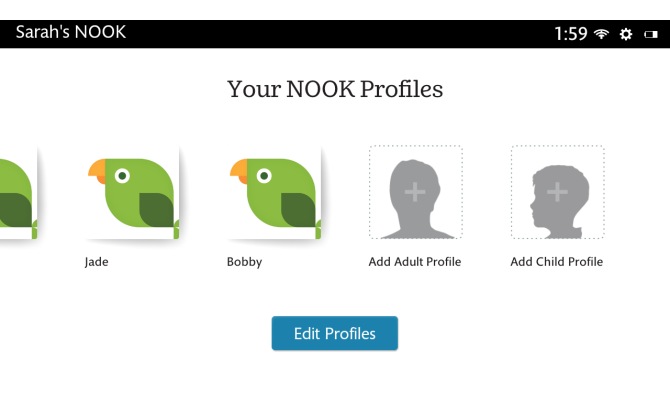 Sarah's NOOK 1:59
Your NOOK Profiles
Jade Bobby Add Adult Profile Add Child Profile
Edit Profiles